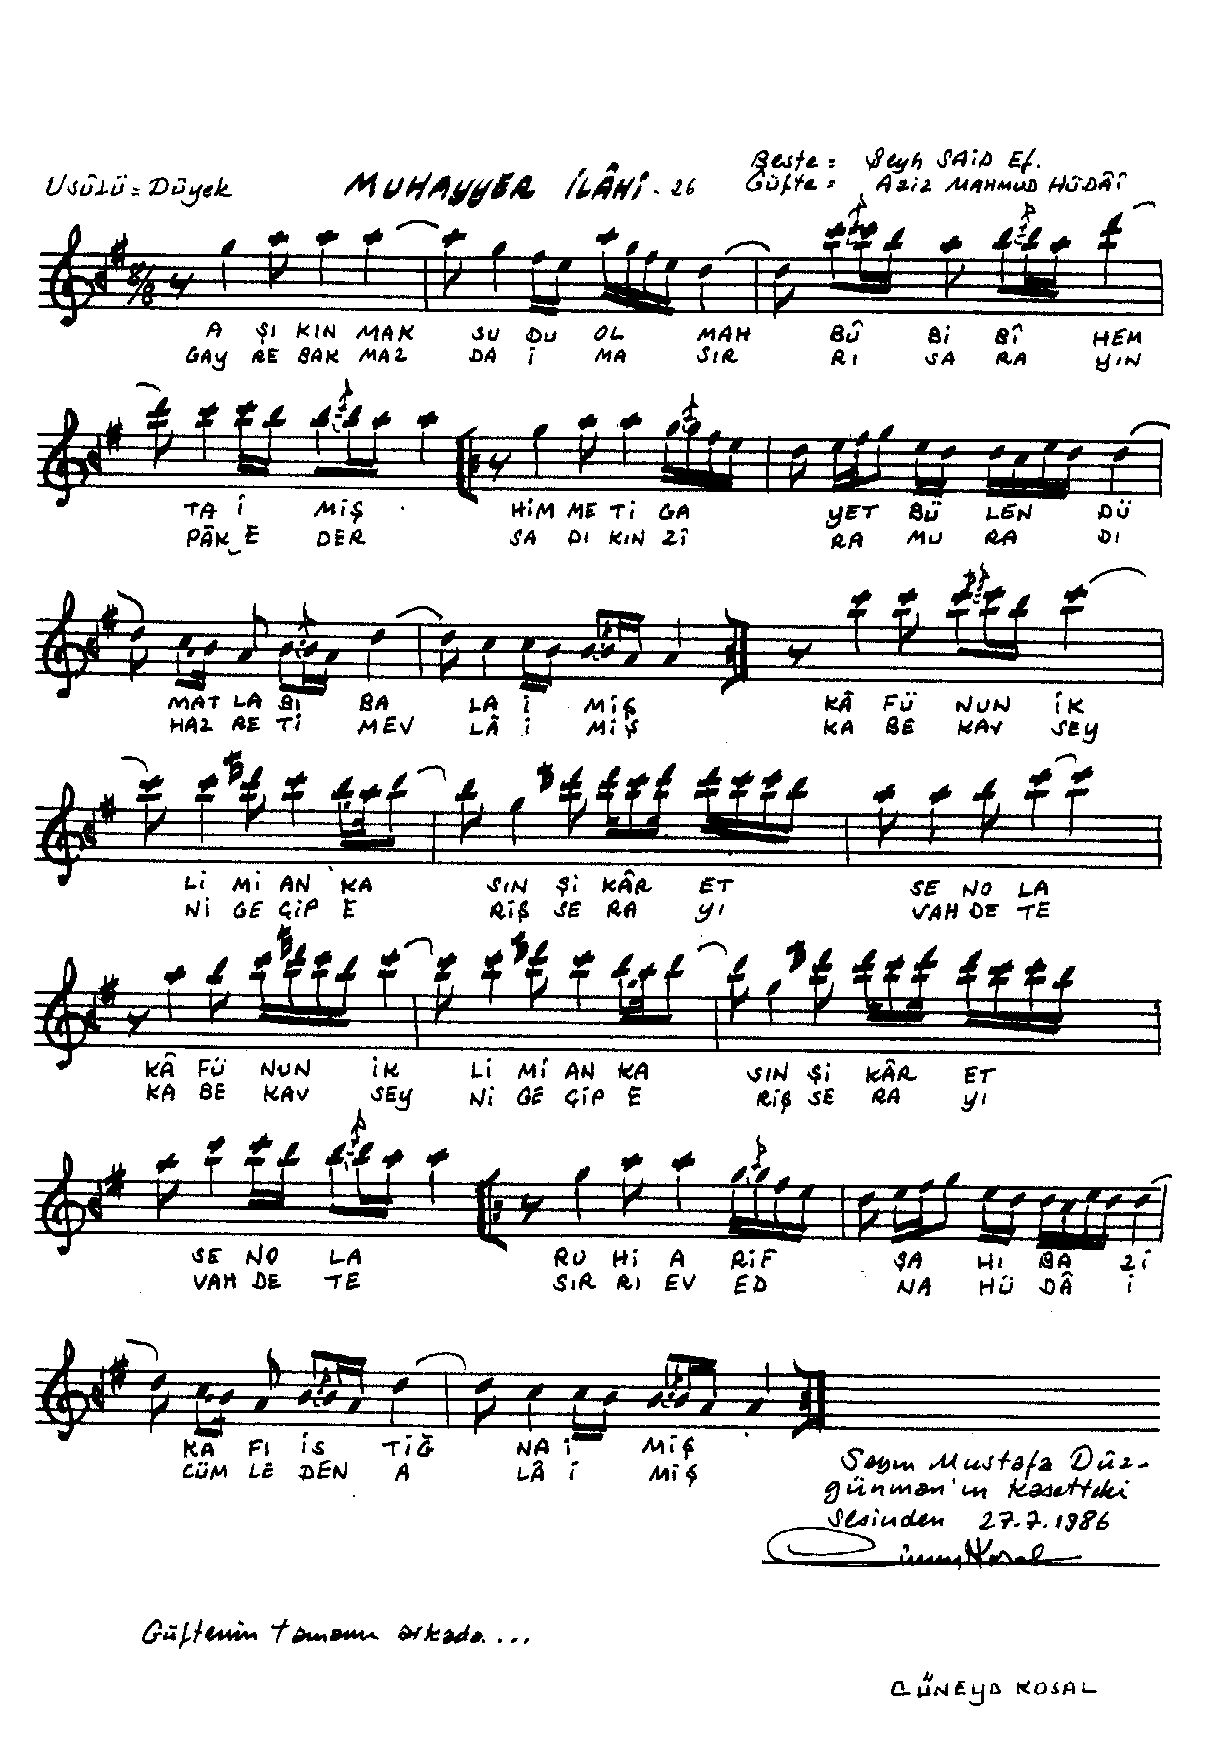 Beste = Şeyh SAİD Ef.
Usûlü = Düyek MUHAYYER İLÂHİ - 26 Güfte = AZİZ MAHMUD HÜDÂİ
8/8
A ŞI KIN MAK SU DU OL MAH BÛ Bİ Bİ HEM
GAY RE BAK MAZ DA İ MA SIR RI SA RA YIN
TA İ MİŞ HİM ME Tİ GA YET BÜ LEN DÜ
PÂK E DER SA DI KIN Zİ RA MU RA DI
MAT LA BI BA LA İ MİŞ KÂ FÜ NUN İK
HAZ RE Tİ MEV LÂ İ MİŞ KA BE KAV SEY
Lİ Mİ AN KA SIN Şİ KÂR ET SE NO LA
Nİ GE ÇİP E RİŞ SE RA YI VAH DE TE
KÂ FÜ NUN İK Lİ Mİ AN KA SIN Şİ KÂR ET
KA BE KAV SEY Nİ GE ÇİP E RİŞ SE RA YI
SE NO LA RU Hİ A RİF ŞA HI BA Zİ
VAH DE TE SIR RI EV ED NA HÜ DÂ İ
KA FI İS TİĞ NA İ MİŞ
CÜM LE DEN A LÂ İ MİŞ
Sayın Mustafa Düz-
günman'ın kasetteki
sesinden 27.7.1986
Güftenin tamamı arkada....
CÜNEYD KOSAL